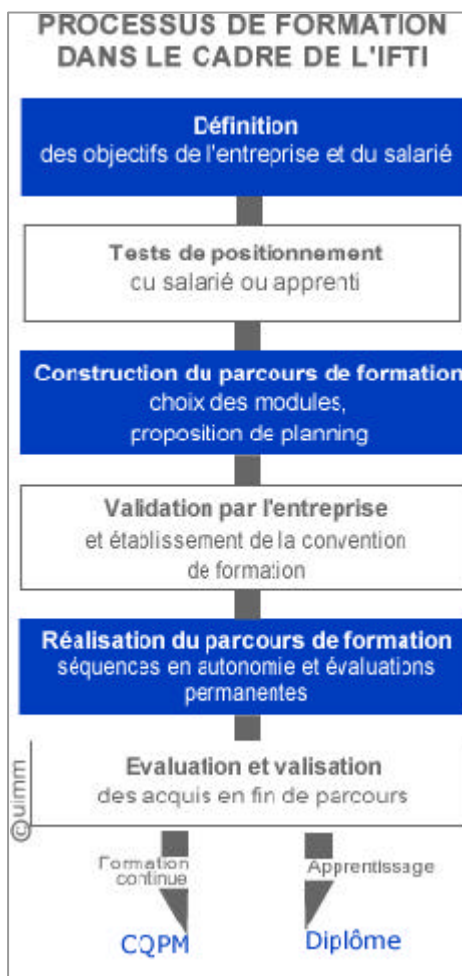 PROCESSUS DE FORMATION
DANS LE CADRE DE L'IFTI
Définition
des objectifs de l'entreprise et du salarié
Tests de positionnement
cu salarié ou apprenti
Construction du parcours de formation
choix des modules,
proposition de planning
Validation par l'entreprise
et établissement de la convention
de formation
Réalisation du parcours de formation
séquences en autonomie et évaluations
permanentes
Evaluation et valisation
des acquis en fin de parcours
©uimm
Formation
continue
Apprentissage
CQPM
Diplôme